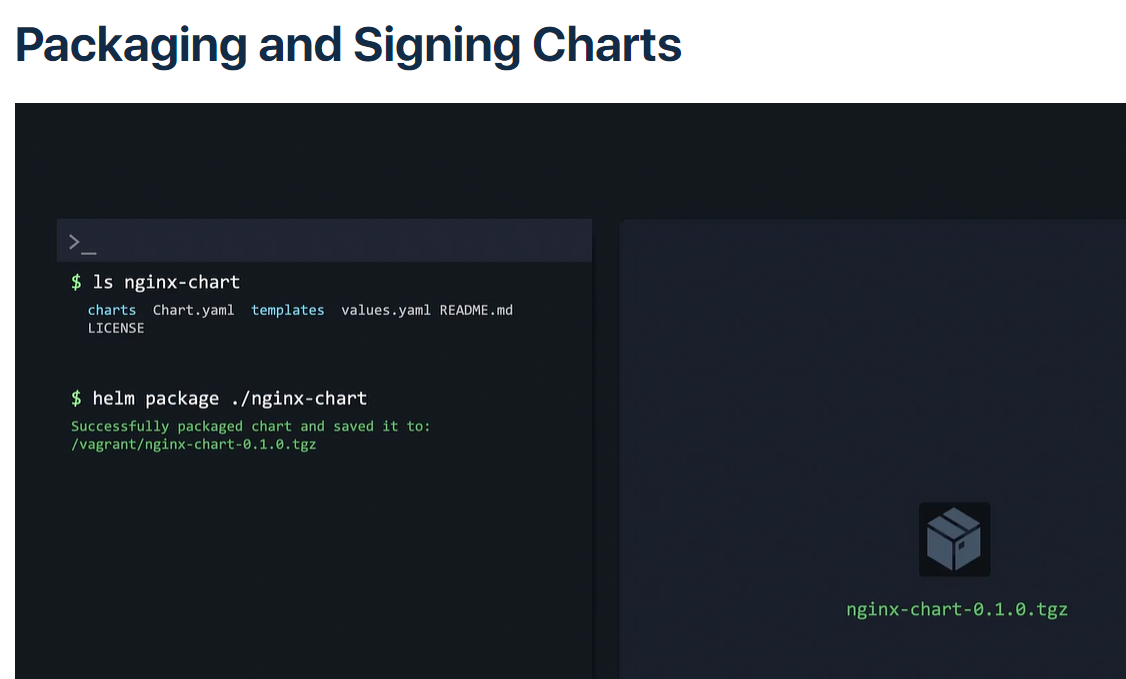 Packaging and Signing Charts
>_
$ ls nginx-chart
charts Chart.yaml templates values.yaml README.md
LICENSE
$ helm package ./nginx-chart
Successfully packaged chart and saved it to:
/vagrant/nginx-chart-0.1.0.tgz
nginx-chart-0.1.0.tgz